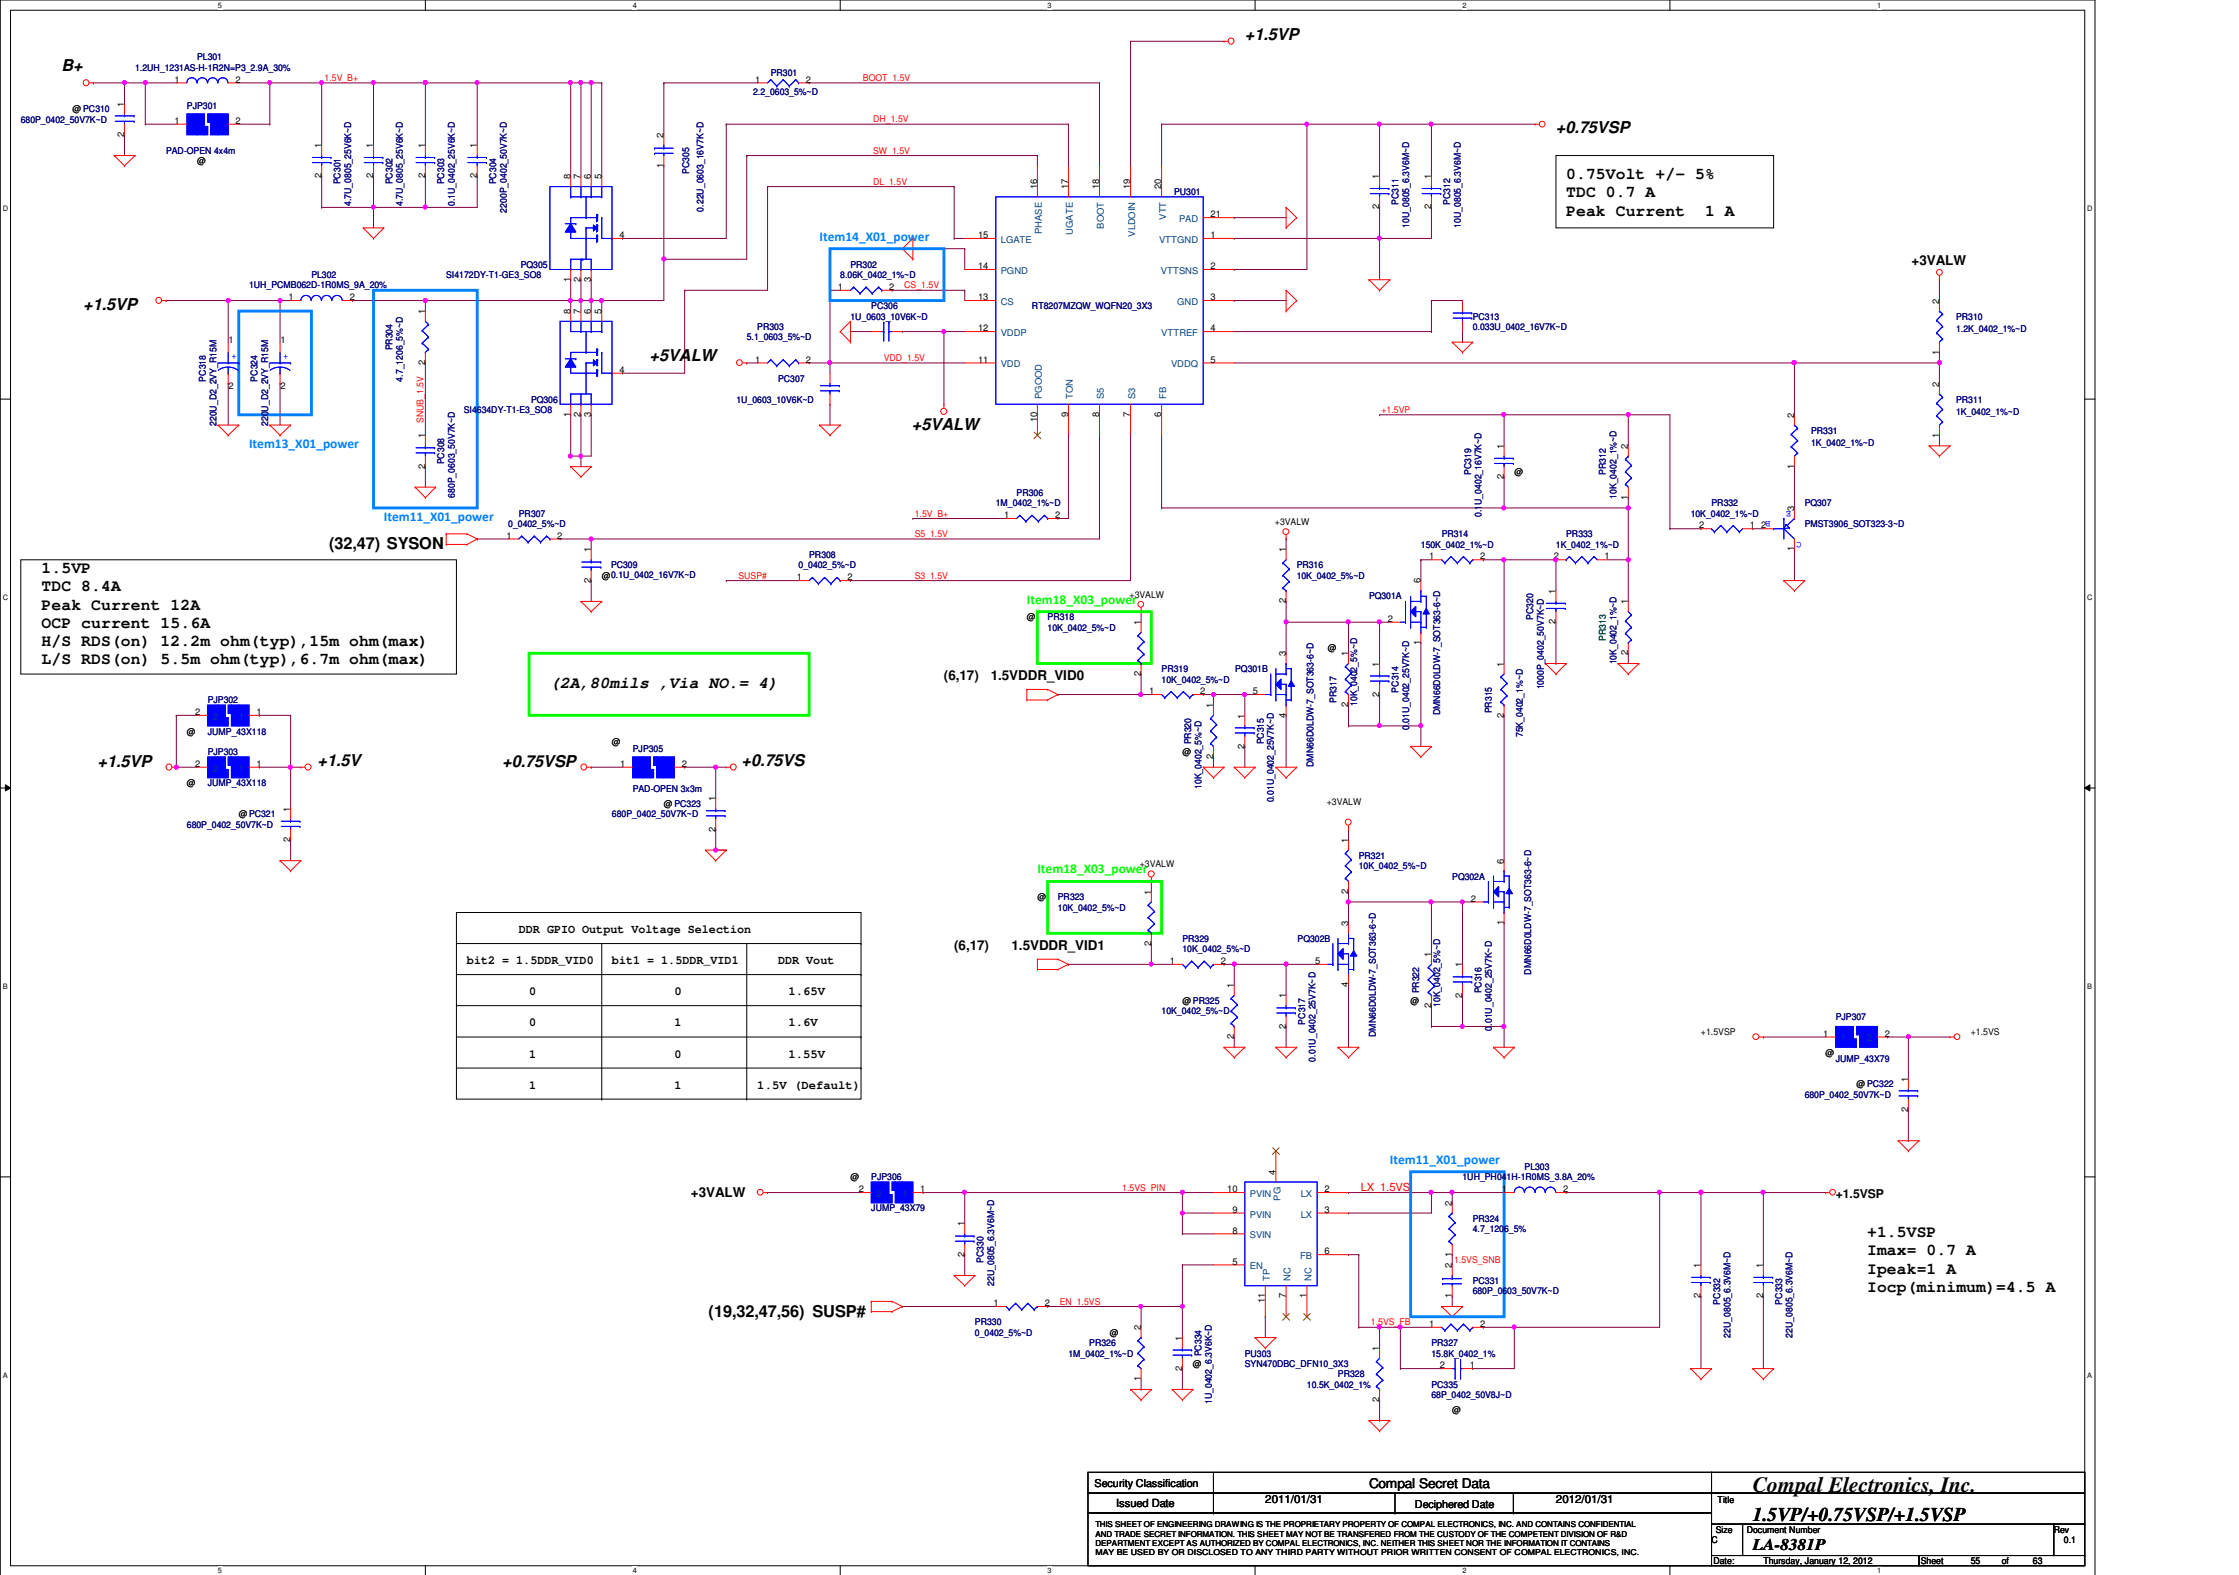 5 4 3 2 1
+1.5VP
B+
PL301
1.2UH_1231AS-H-1R2N=P3_2.9A_30%
1.5V_B+
@ PC310
680P_0402_50V7K~D
PJP301
PAD-OPEN 4x4m
@
PC301
4.7U_0805_25V6K~D
PC302
4.7U_0805_25V6K~D
PC303
0.1U_0402_25V6K~D
PC304
2200P_0402_50V7K~D
PR301
2.2_0603_5%~D
BOOT_1.5V
DH_1.5V
SW_1.5V
DL_1.5V
PC305
0.22U_0603_16V7K~D
PQ305
SI4172DY-T1-GE3_SO8
PU301
RT8207MZQW_WQFN20_3X3
PHASE
UGATE
BOOT
VLDOIN
VTT
PAD
LGATE
VTTGND
PGND
VTTSNS
CS
GND
VDDP
VTTREF
VDD
VDDQ
PGOOD
TON
S5
S3
FB
+0.75VSP
PC311
10U_0805_6.3V6M~D
PC312
10U_0805_6.3V6M~D
0.75Volt +/- 5%
TDC 0.7 A
Peak Current 1 A
Item14_X01_power
PR302
8.06K_0402_1%~D
CS_1.5V
PC306
1U_0603_10V6K~D
PR303
5.1_0603_5%~D
+5VALW
VDD_1.5V
PC307
1U_0603_10V6K~D
+5VALW
PC313
0.033U_0402_16V7K~D
+3VALW
PR310
1.2K_0402_1%~D
PR311
1K_0402_1%~D
+1.5VP
PL302
1UH_PCMB062D-1R0MS_9A_20%
PC318
220U_D2_2VY_R15M
PC324
220U_D2_2VY_R15M
Item13_X01_power
PR304
4.7_1206_5%~D
SNUB_1.5V
PC308
680P_0603_50V7K~D
Item11_X01_power
PQ306
SI4634DY-T1-E3_SO8
+1.5VP
PC319
0.1U_0402_16V7K~D
@
PR312
10K_0402_1%~D
PR331
1K_0402_1%~D
PR332
10K_0402_1%~D
PQ307
PMST3906_SOT323-3~D
1.5V_B+
PR306
1M_0402_1%~D
PR307
0_0402_5%~D
(32,47) SYSON
S5_1.5V
PC309
@0.1U_0402_16V7K~D
SUSP#
PR308
0_0402_5%~D
S3_1.5V
1.5VP
TDC 8.4A
Peak Current 12A
OCP current 15.6A
H/S RDS(on) 12.2m ohm(typ),15m ohm(max)
L/S RDS(on) 5.5m ohm(typ),6.7m ohm(max)
(2A,80mils ,Via NO.= 4)
+3VALW
PR316
10K_0402_5%~D
PR314
150K_0402_1%~D
PR333
1K_0402_1%~D
Item18_X03_power
+3VALW
@ PR318
10K_0402_5%~D
(6,17) 1.5VDDR_VID0
PR319
10K_0402_5%~D
@ PR320
10K_0402_5%~D
PC315
0.01U_0402_25V7K~D
PQ301B
DMN66D0LDW-7_SOT363-6~D
@
PR317
10K_0402_5%~D
PC314
0.01U_0402_25V7K~D
PQ301A
DMN66D0LDW-7_SOT363-6~D
PR315
75K_0402_1%~D
PC320
1000P_0402_50V7K~D
PR313
10K_0402_1%~D
PJP302
@ JUMP_43X118
+1.5VP
PJP303
@ JUMP_43X118
+1.5V
@ PC321
680P_0402_50V7K~D
+0.75VSP
@
PJP305
PAD-OPEN 3x3m
+0.75VS
@ PC323
680P_0402_50V7K~D
Item18_X03_power
+3VALW
@ PR323
10K_0402_5%~D
(6,17) 1.5VDDR_VID1
PR329
10K_0402_5%~D
@ PR325
10K_0402_5%~D
PC317
0.01U_0402_25V7K~D
+3VALW
PR321
10K_0402_5%~D
PQ302B
DMN66D0LDW-7_SOT363-6~D
@ PR322
10K_0402_5%~D
PC316
0.01U_0402_25V7K~D
PQ302A
DMN66D0LDW-7_SOT363-6~D
DDR GPIO Output Voltage Selection
bit2 = 1.5DDR_VID0 bit1 = 1.5DDR_VID1 DDR Vout
0 0 1.65V
0 1 1.6V
1 0 1.55V
1 1 1.5V (Default)
+1.5VSP
PJP307
@ JUMP_43X79
+1.5VS
@ PC322
680P_0402_50V7K~D
+3VALW
@ PJP306
JUMP_43X79
1.5VS_PIN
PC330
22U_0805_6.3V6M~D
(19,32,47,56) SUSP#
PR330
0_0402_5%~D
EN_1.5VS
@
PR326
1M_0402_1%~D
PC334
@
1U_0402_6.3V6K~D
PVIN
PVIN
SVIN
EN
PG
LX
LX
FB
TP
NC
NC
PU303
SYN470DBC_DFN10_3X3
LX_1.5VS
Item11_X01_power
PL303
1UH_PH041H-1R0MS_3.8A_20%
PR324
4.7_1206_5%
1.5VS_SNB
PC331
680P_0603_50V7K~D
1.5VS_FB
PR327
15.8K_0402_1%
PR328
10.5K_0402_1%
PC335
68P_0402_50V8J~D
@
PC332
22U_0805_6.3V6M~D
PC333
22U_0805_6.3V6M~D
+1.5VSP
+1.5VSP
Imax= 0.7 A
Ipeak=1 A
Iocp(minimum)=4.5 A
Security Classification
Compal Secret Data
Issued Date 2011/01/31 Deciphered Date 2012/01/31
THIS SHEET OF ENGINEERING DRAWING IS THE PROPRIETARY PROPERTY OF COMPAL ELECTRONICS, INC. AND CONTAINS CONFIDENTIAL
AND TRADE SECRET INFORMATION. THIS SHEET MAY NOT BE TRANSFERED FROM THE CUSTODY OF THE COMPETENT DIVISION OF R&D
DEPARTMENT EXCEPT AS AUTHORIZED BY COMPAL ELECTRONICS, INC. NEITHER THIS SHEET NOR THE INFORMATION IT CONTAINS
MAY BE USED BY OR DISCLOSED TO ANY THIRD PARTY WITHOUT PRIOR WRITTEN CONSENT OF COMPAL ELECTRONICS, INC.
Compal Electronics, Inc.
Title
1.5VP/+0.75VSP/+1.5VSP
Size
C
Document Number
LA-8381P
Rev
0.1
Date: Thursday, January 12, 2012 Sheet 55 of 63
5 4 3 2 1